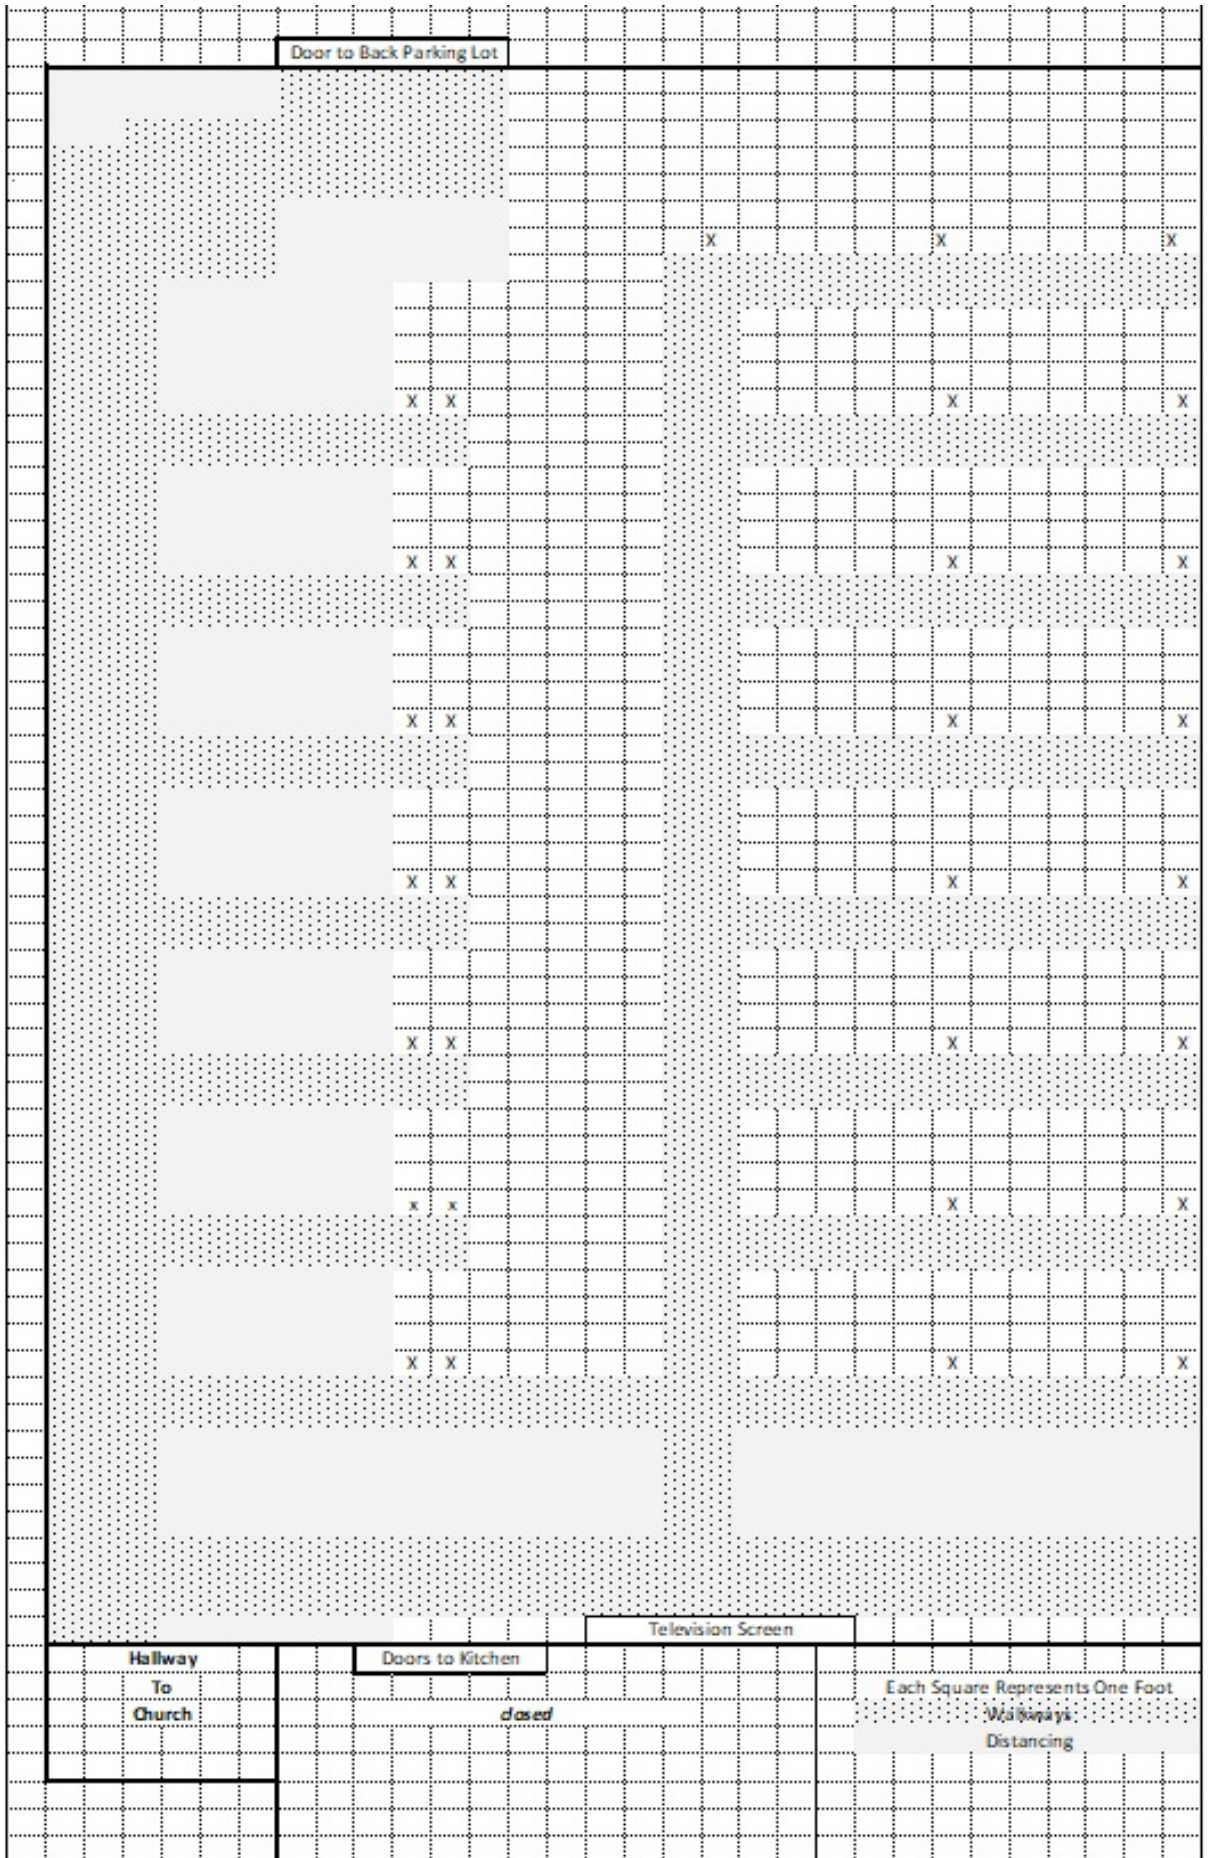 Door to Back Parking Lot
X X X
X X X X
X X X X
X X X X
X X X X
X X X X
x x X X
X X X X
Television Screen
Hallway
To
Church
Doors to Kitchen
closed
Each Square Represents One Foot
Walkways
Distancing